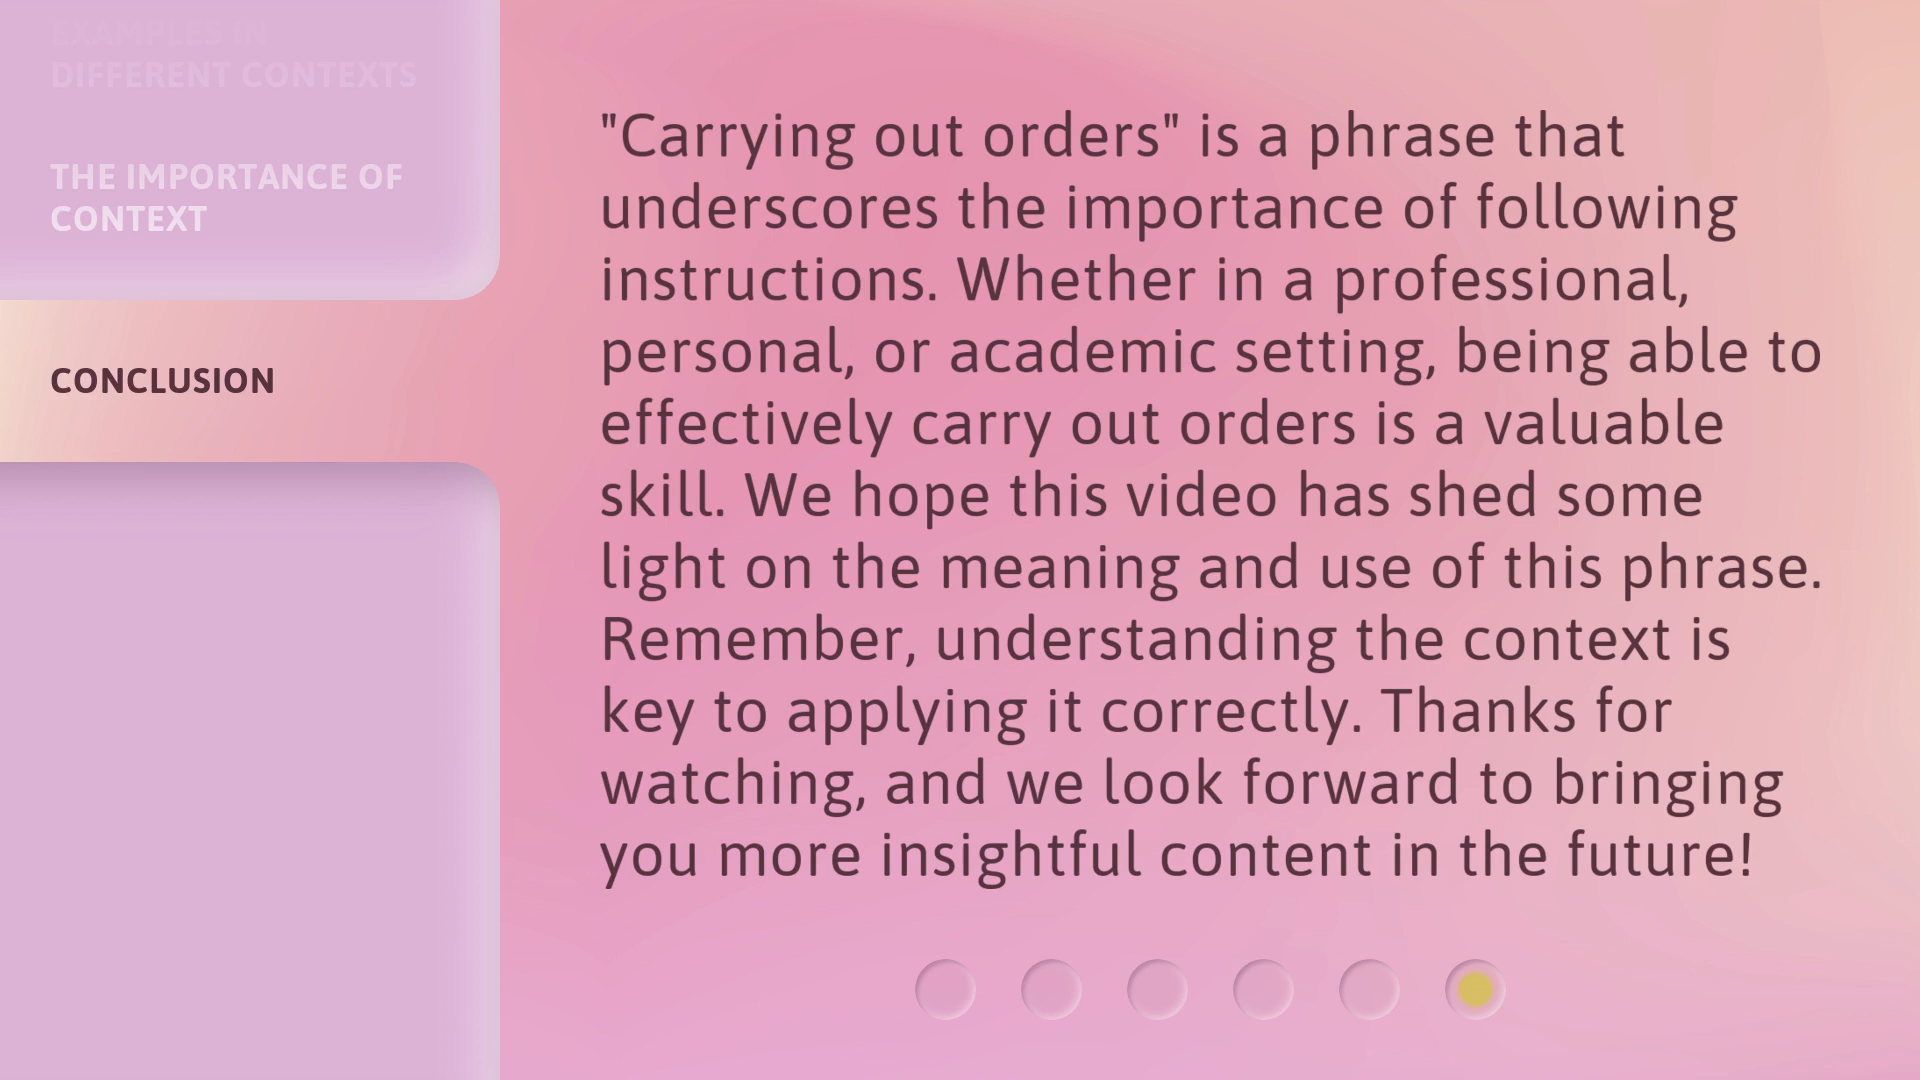 EXAMPLES IN
DIFFERENT CONTEXTS
THE IMPORTANCE OF
CONTEXT
CONCLUSION
"Carrying out orders" is a phrase that
underscores the importance of following
instructions. Whether in a professional,
personal, or academic setting, being able to
effectively carry out orders is a valuable
skill. We hope this video has shed some
light on the meaning and use of this phrase.
Remember, understanding the context is
key to applying it correctly. Thanks for
watching, and we look forward to bringing
you more insightful content in the future!